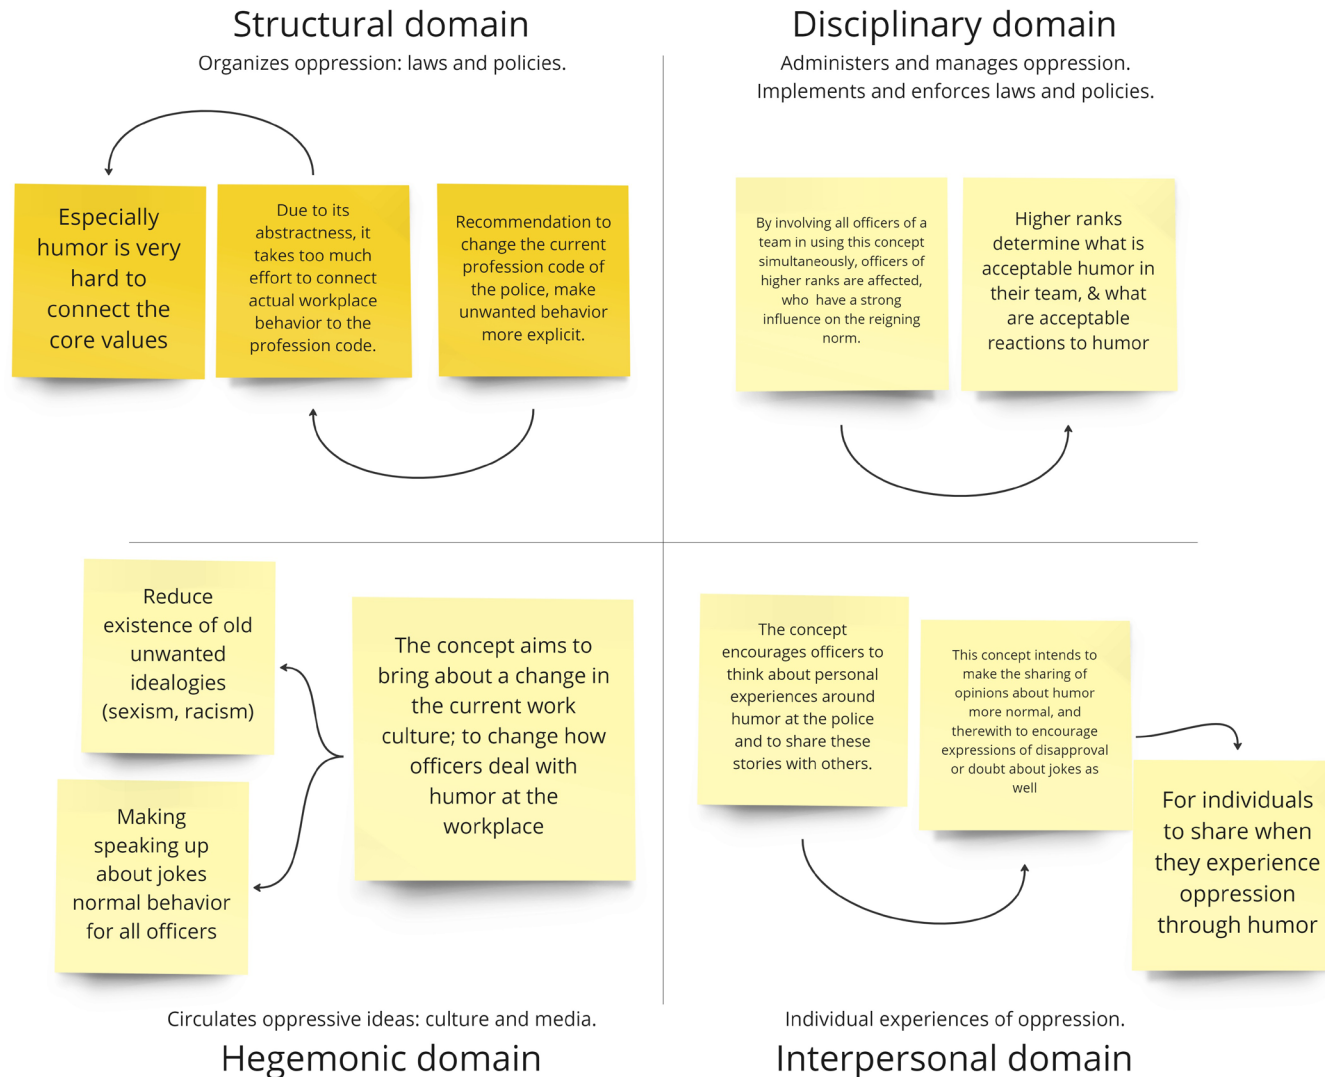 Structural domain
Organizes oppression: laws and policies.
Disciplinary domain
Administers and manages oppression.
Implements and enforces laws and policies.
Especially
humor is very
hard to
connect the
core values
Due to its
abstractness, it
takes too much
effort to connect
actual workplace
behavior to the
profession code.
Recommendation to
change the current
profession code of
the police, make
unwanted behavior
more explicit.
By involving all officers of a
team in using this concept
simultaneously, officers of
higher ranks are affected,
who have a strong
influence on the reigning
norm.
Higher ranks
determine what is
acceptable humor in
their team, & what
are acceptable
reactions to humor
Reduce
existence of old
unwanted
idealogies
(sexism, racism)
Making
speaking up
about jokes
normal behavior
for all officers
The concept aims to
bring about a change in
the current work
culture; to change how
officers deal with
humor at the
workplace
The concept
encourages officers to
think about personal
experiences around
humor at the police
and to share these
stories with others.
This concept intends to
make the sharing of
opinions about humor
more normal, and
therewith to encourage
expressions of disapproval
or doubt about jokes as
well
For individuals
to share when
they experience
oppression
through humor
Circulates oppressive ideas: culture and media.
Hegemonic domain
Individual experiences of oppression.
Interpersonal domain